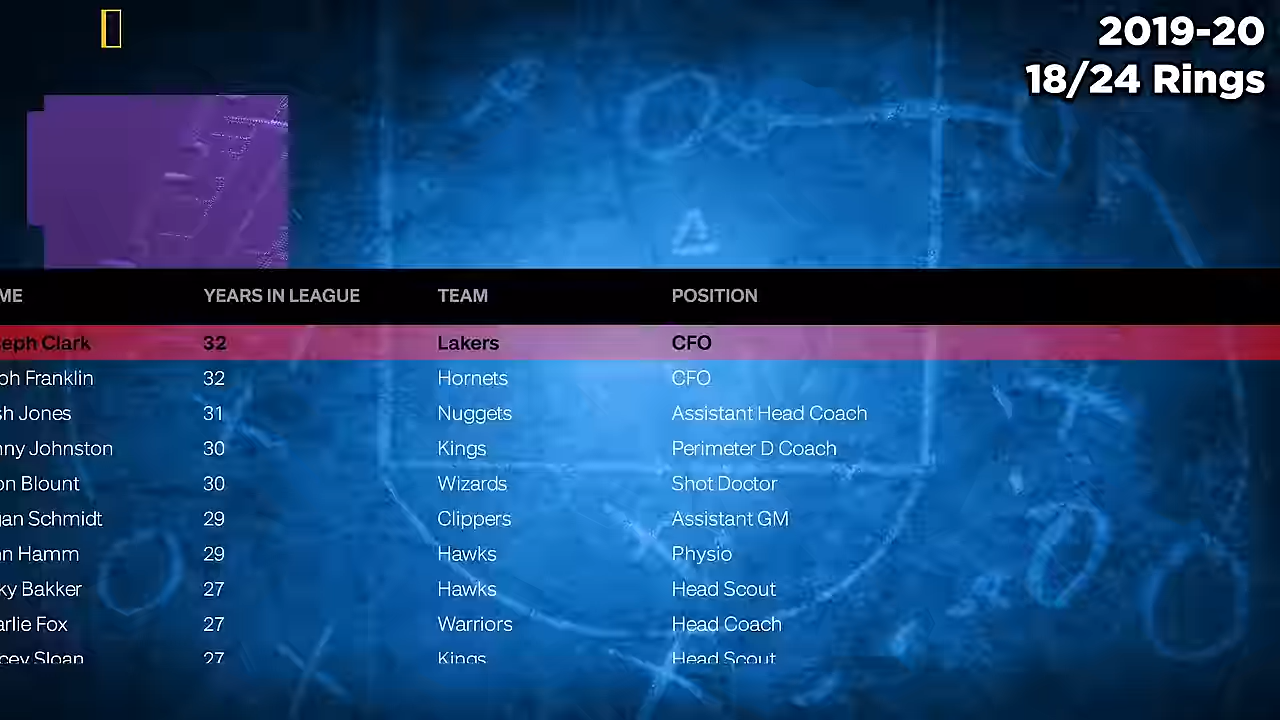 2019-20
18/24 Rings
ME YEARS IN LEAGUE TEAM POSITION
eph Clark 32 Lakers CFO
ph Franklin 32 Hornets CFO
sh Jones 31 Nuggets Assistant Head Coach
nny Johnston 30 Kings Perimeter D Coach
on Blount 30 Wizards Shot Doctor
gan Schmidt 29 Clippers Assistant GM
nn Hamm 29 Hawks Physio
ky Bakker 27 Hawks Head Scout
arlie Fox 27 Warriors Head Coach
cey Sloan 27 Kings Head Scout